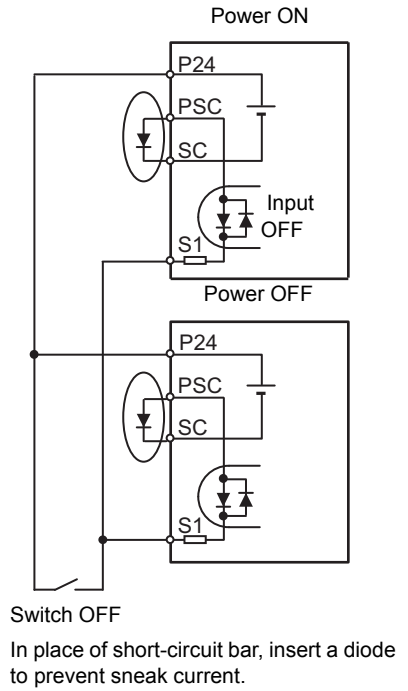 Power ON
P24
PSC
SC
Input
OFF
S1
Power OFF
P24
PSC
SC
S1
Switch OFF
In place of short-circuit bar, insert a diode
to prevent sneak current.